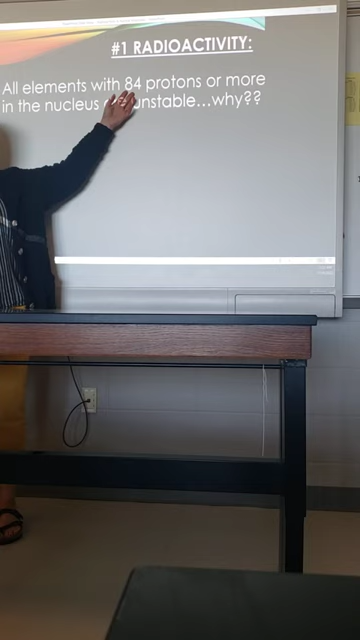 #1 RADIOACTIVITY:
All elements with 84 protons or more
in the nucleus unstable...why??